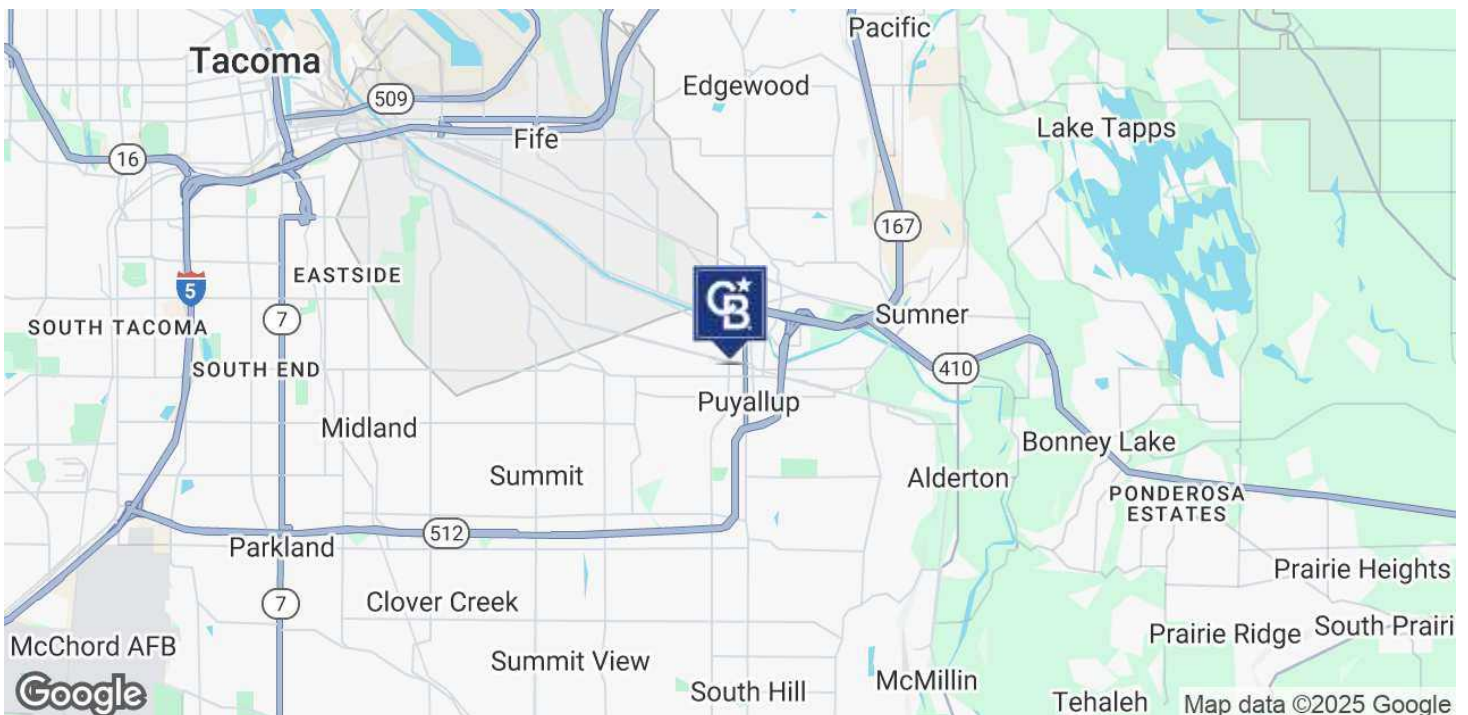 Pacific
Tacoma
Edgewood
509
Lake Tapps
Fife
16
167
EASTSIDE
5
CB
Sumner
7
SOUTH TACOMA
SOUTH END
410
Puyallup
Midland
Bonney Lake
Summit
Alderton
PONDEROSA
ESTATES
512
Parkland
Prairie Heights
7
Clover Creek
McChord AFB
Prairie Ridge
South Prairi
Summit View
McMillin
South Hill
Google
Tehaleh
Map data ©2025 Google